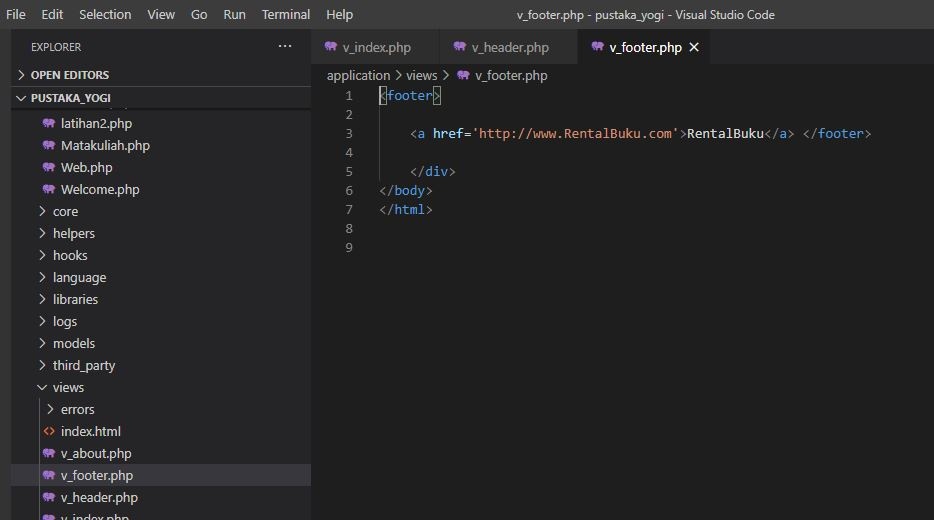 File Edit Selection View Go Run Terminal Help v_footer.php - pustaka_yogi - Visual Studio Code
EXPLORER ...
OPEN EDITORS
PUSTAKA_YOGI
latihan2.php
Matakuliah.php
Web.php
Welcome.php
core
helpers
hooks
language
libraries
logs
models
third_party
views
errors
index.html
v_about.php
v_footer.php
v_header.php
v_index.php
v_index.php v_header.php v_footer.php
application > views > v_footer.php
1 <footer>
2
3 <a href='http://www.RentalBuku.com'>RentalBuku</a> </footer>
4
5 </div>
6 </body>
7 </html>
8
9